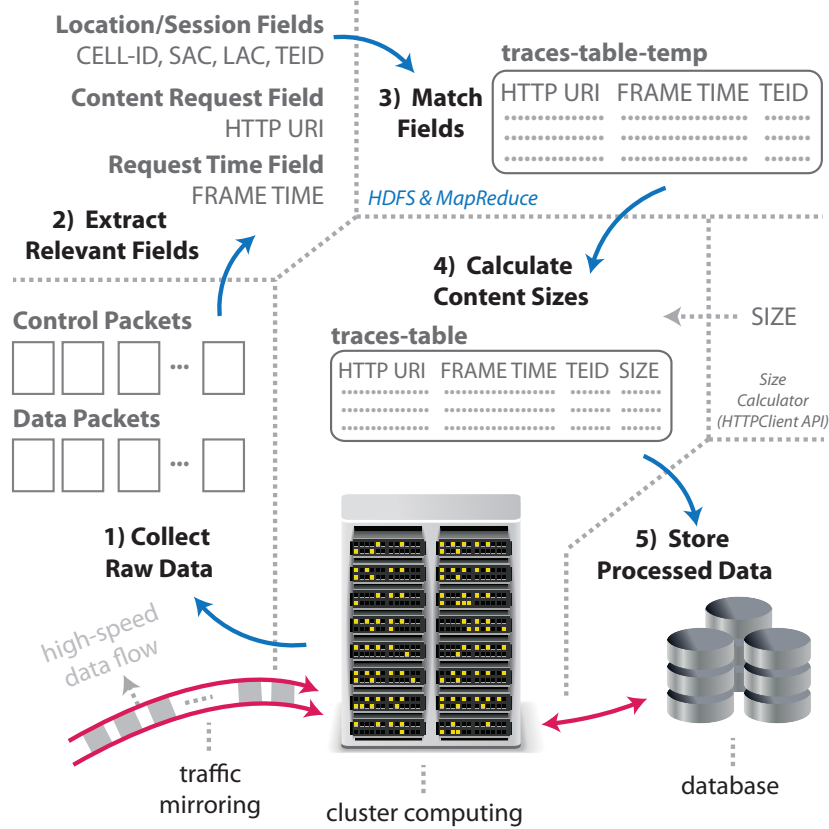 Location/Session Fields
CELL-ID, SAC, LAC, TEID
Content Request Field
HTTP URI
Request Time Field
FRAME TIME
2) Extract
Relevant Fields
3) Match
Fields
traces-table-temp
HTTP URI FRAME TIME TEID
HDFS & MapReduce
4) Calculate
Content Sizes
SIZE
Size
Calculator
(HTTPClient API)
traces-table
HTTP URI FRAME TIME TEID SIZE
Control Packets
...
Data Packets
...
1) Collect
Raw Data
5) Store
Processed Data
high-speed
data flow
traffic
mirroring
cluster computing
database